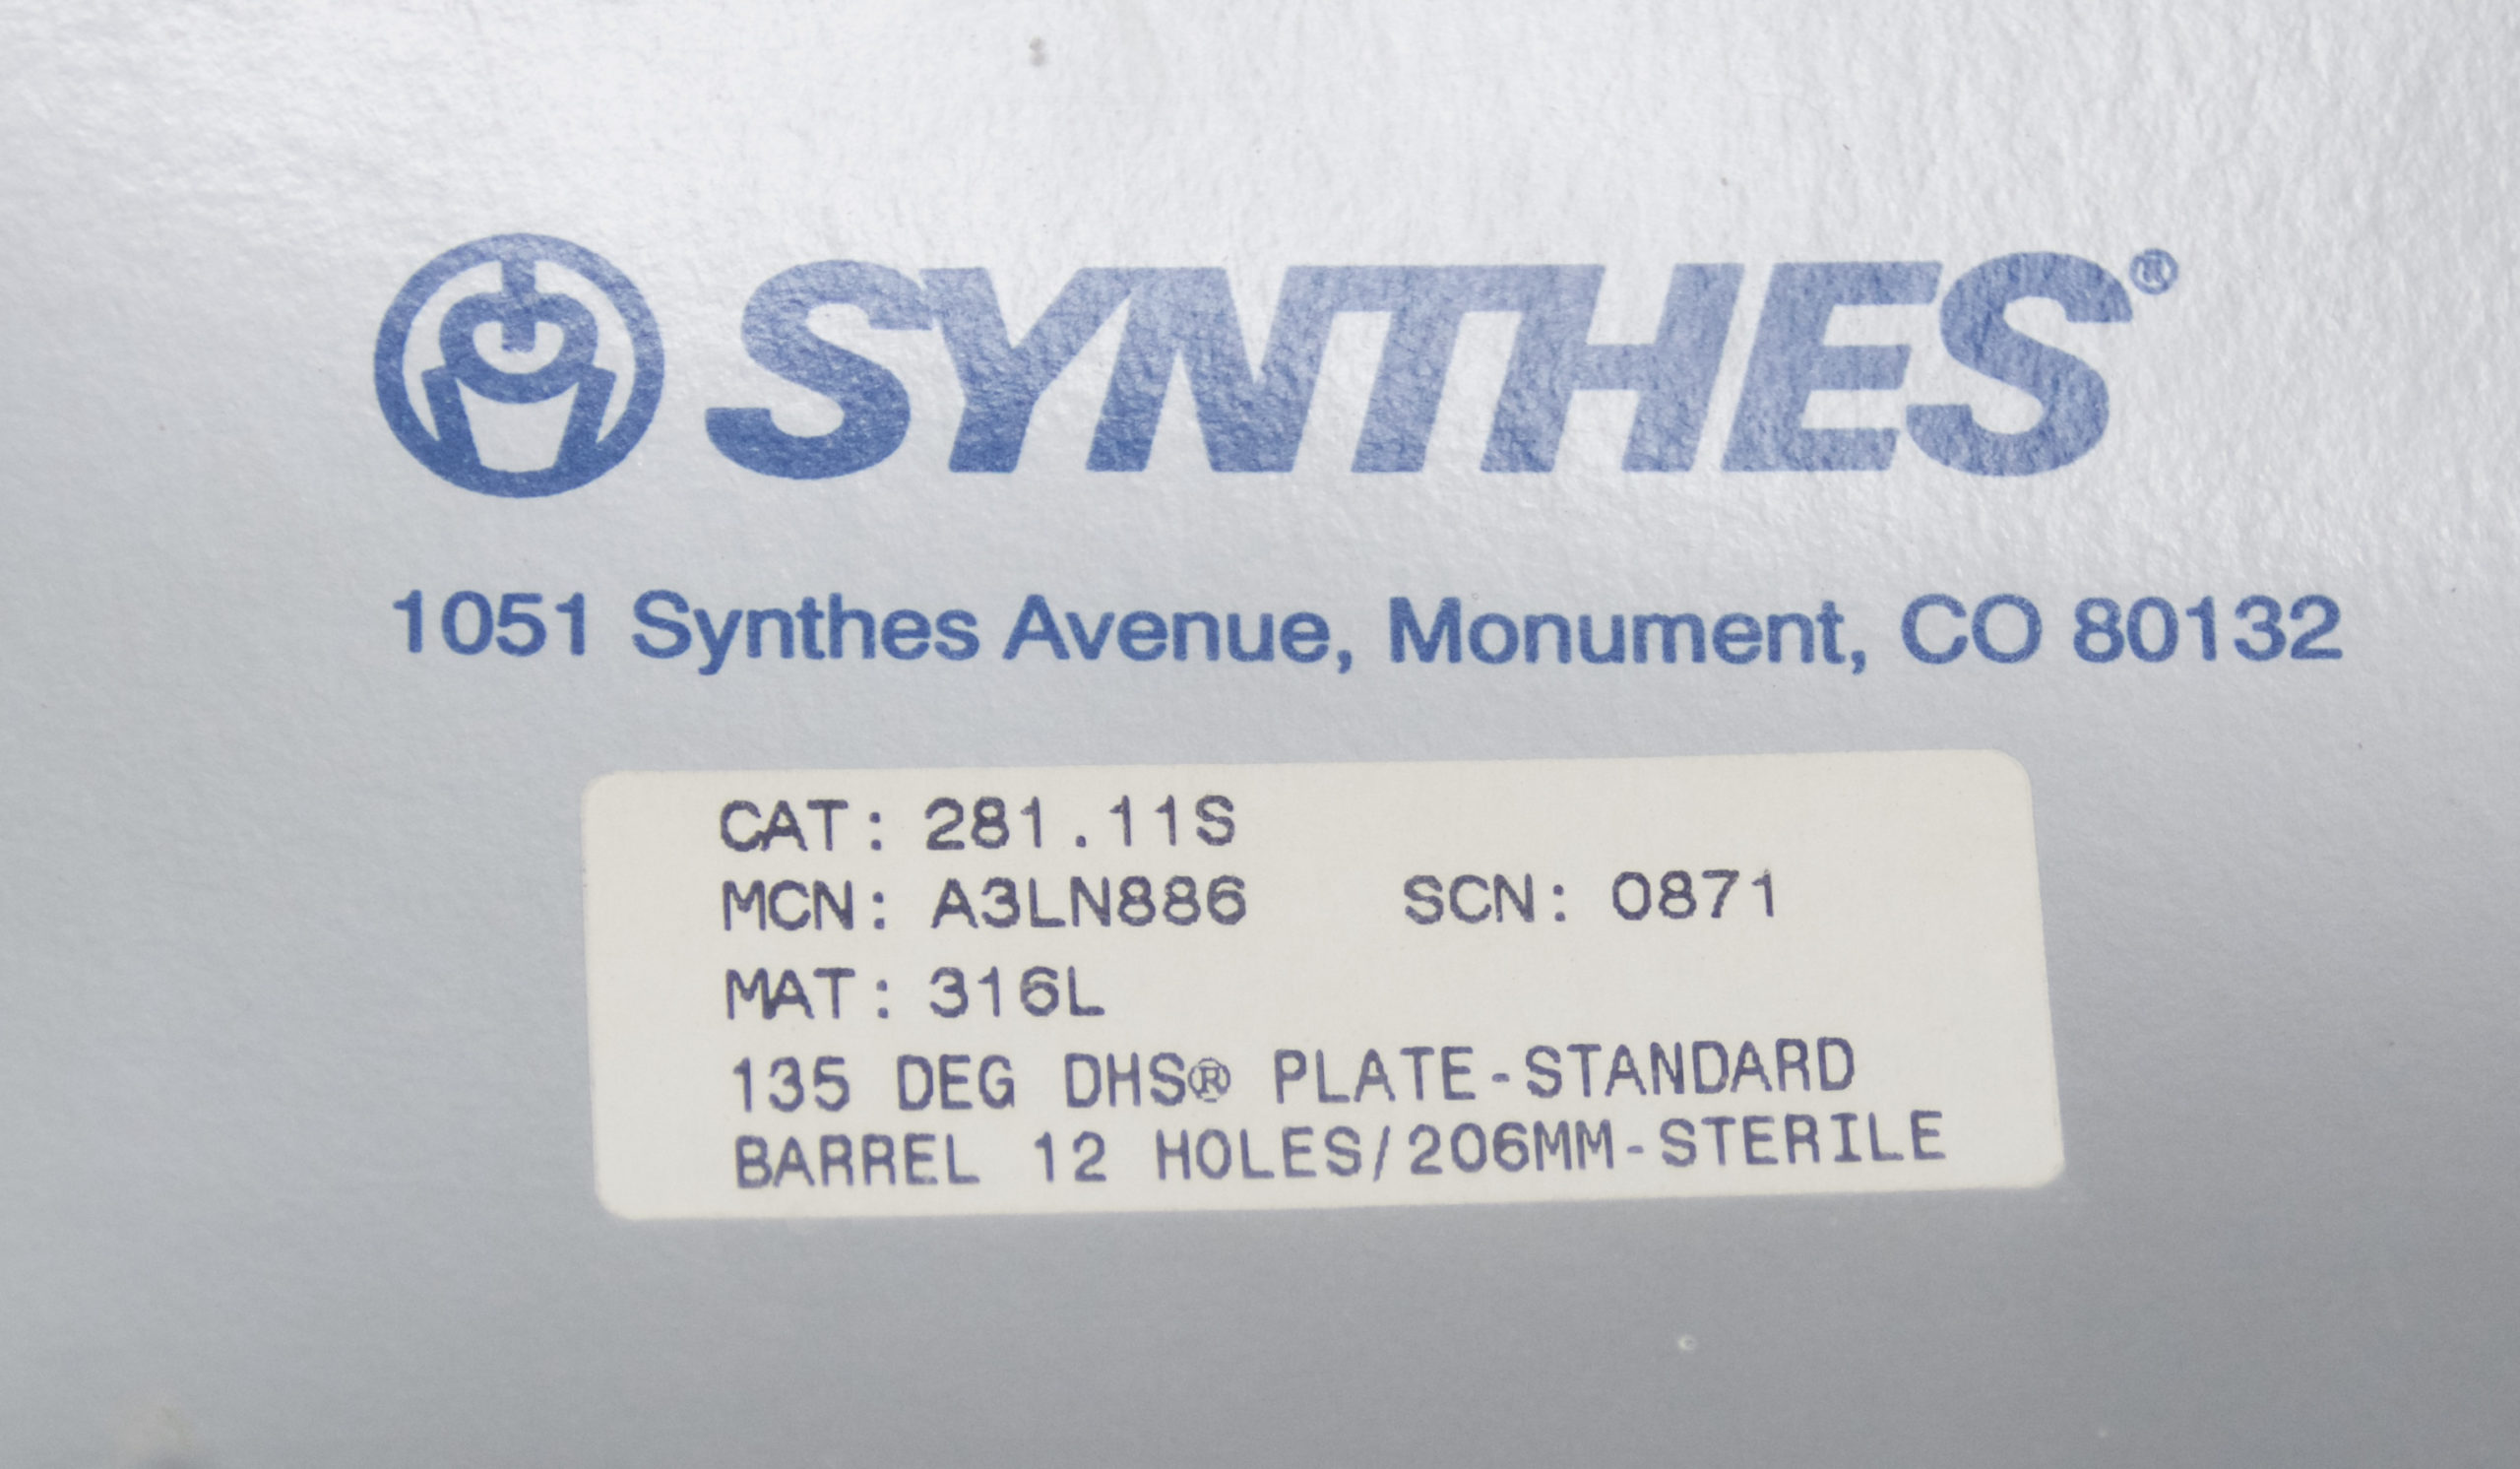 SYNTHES®
1051 Synthes Avenue, Monument, CO 80132
CAT: 281.11S
MCN: A3LN886 SCN: 0871
MAT: 316L
135 DEG DHS® PLATE-STANDARD
BARREL 12 HOLES/206MM-STERILE